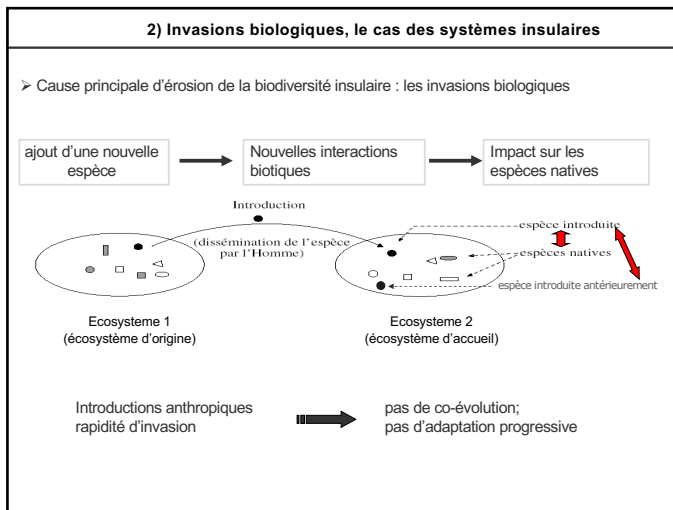 2) Invasions biologiques, le cas des systèmes insulaires
➢ Cause principale d'érosion de la biodiversité insulaire : les invasions biologiques
ajout d'une nouvelle
espèce
Nouvelles interactions
biotiques
Impact sur les
espèces natives
Introduction
(dissémination de l'espèce
par l'Homme)
espèce introduite
espèces natives
espèce introduite antérieurement
Ecosysteme 1
(écosystème d'origine)
Ecosysteme 2
(écosystème d'accueil)
Introductions anthropiques
rapidité d'invasion
pas de co-évolution;
pas d'adaptation progressive